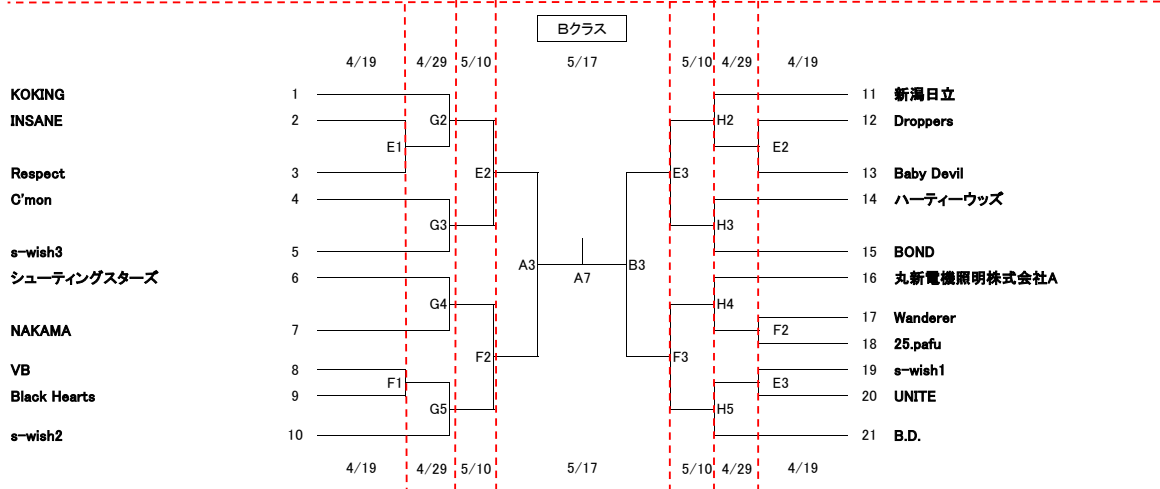 Bクラス
4/19 4/29 5/10 5/17 5/10 4/29 4/19
KOKING 1 11 新潟日立
INSANE 2 G2 H2 12 Droppers
E1 E2
Respect 3 E2 E3 13 Baby Devil
C'mon 4 14 ハーティーウッズ
G3 H3
s-wish3 5 15 BOND
A3 B3
シューティングスターズ 6 A7 16 丸新電機照明株式会社A
G4 H4
17 Wanderer
NAKAMA 7 F2
18 25.pafu
F2 F3
VB 8 19 s-wish1
F1 E3
Black Hearts 9 20 UNITE
G5 H5
s-wish2 10 21 B.D.
4/19 4/29 5/10 5/17 5/10 4/29 4/19